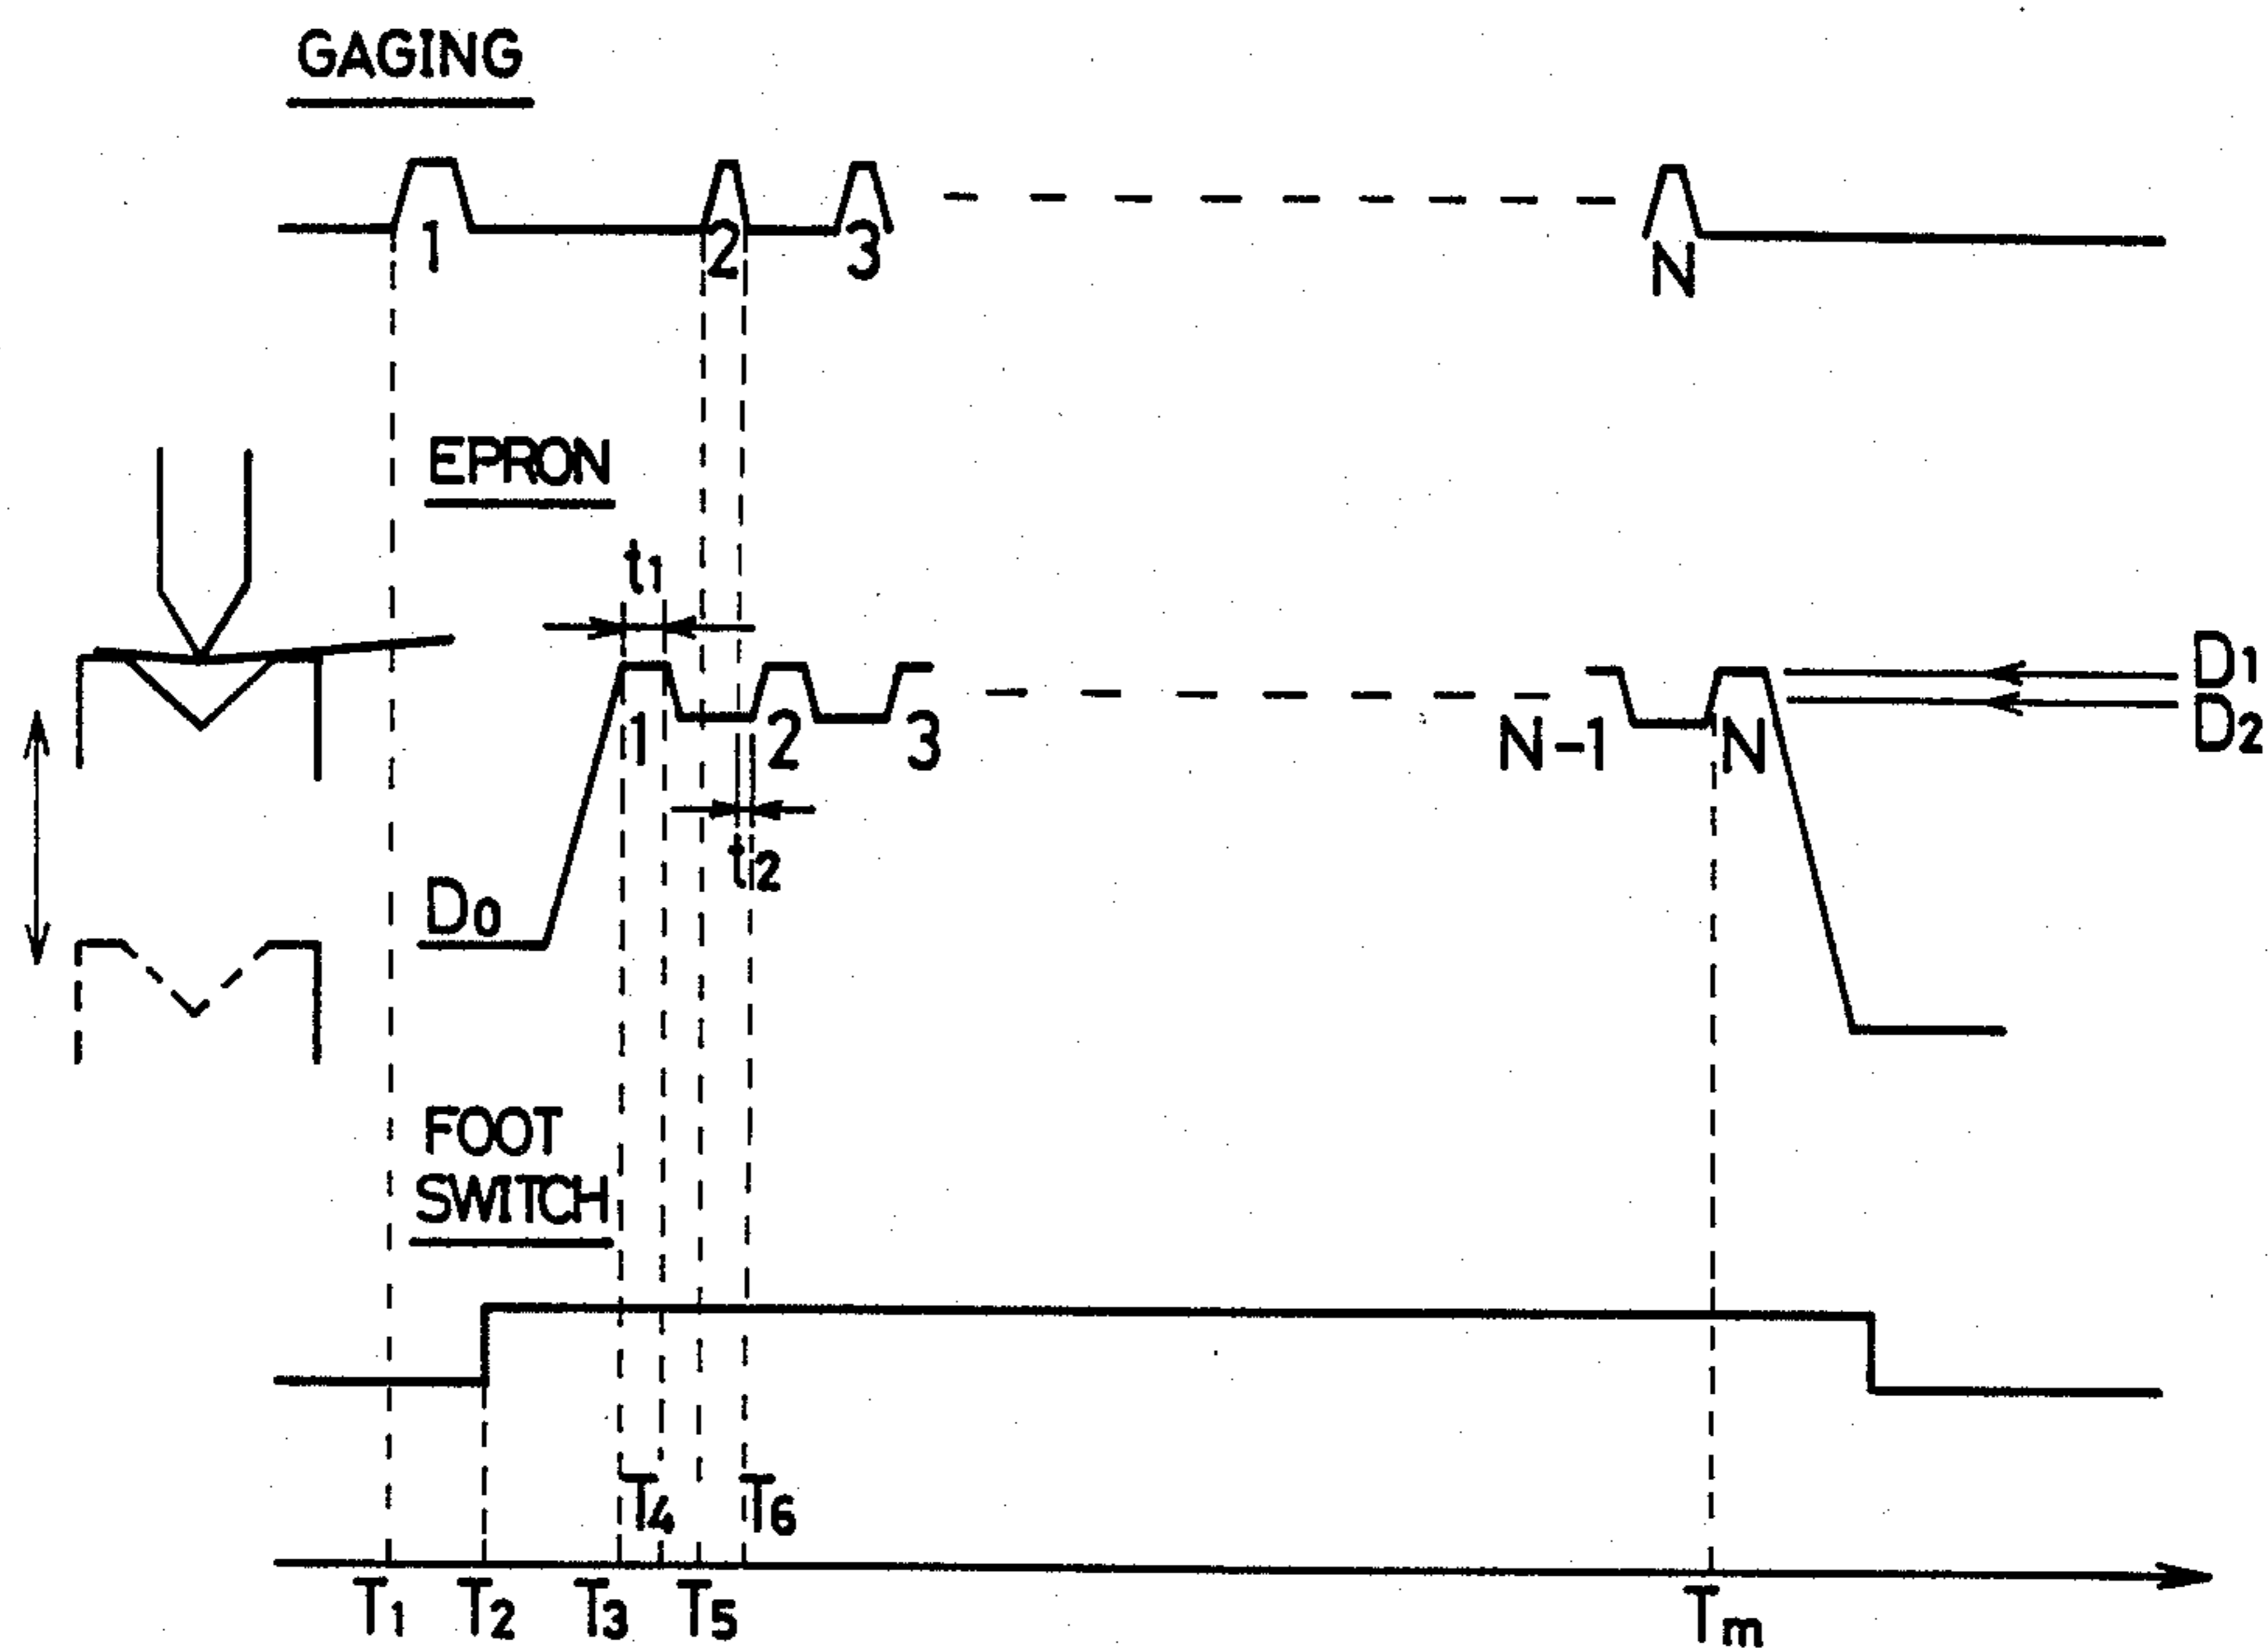 GAGING
1 2 3 N
EPRON
t1
D1
1 2 3 N-1 N
D2
t2
D0
FOOT
SWITCH
T4 T6
T1 T2 T3 T5 Tm